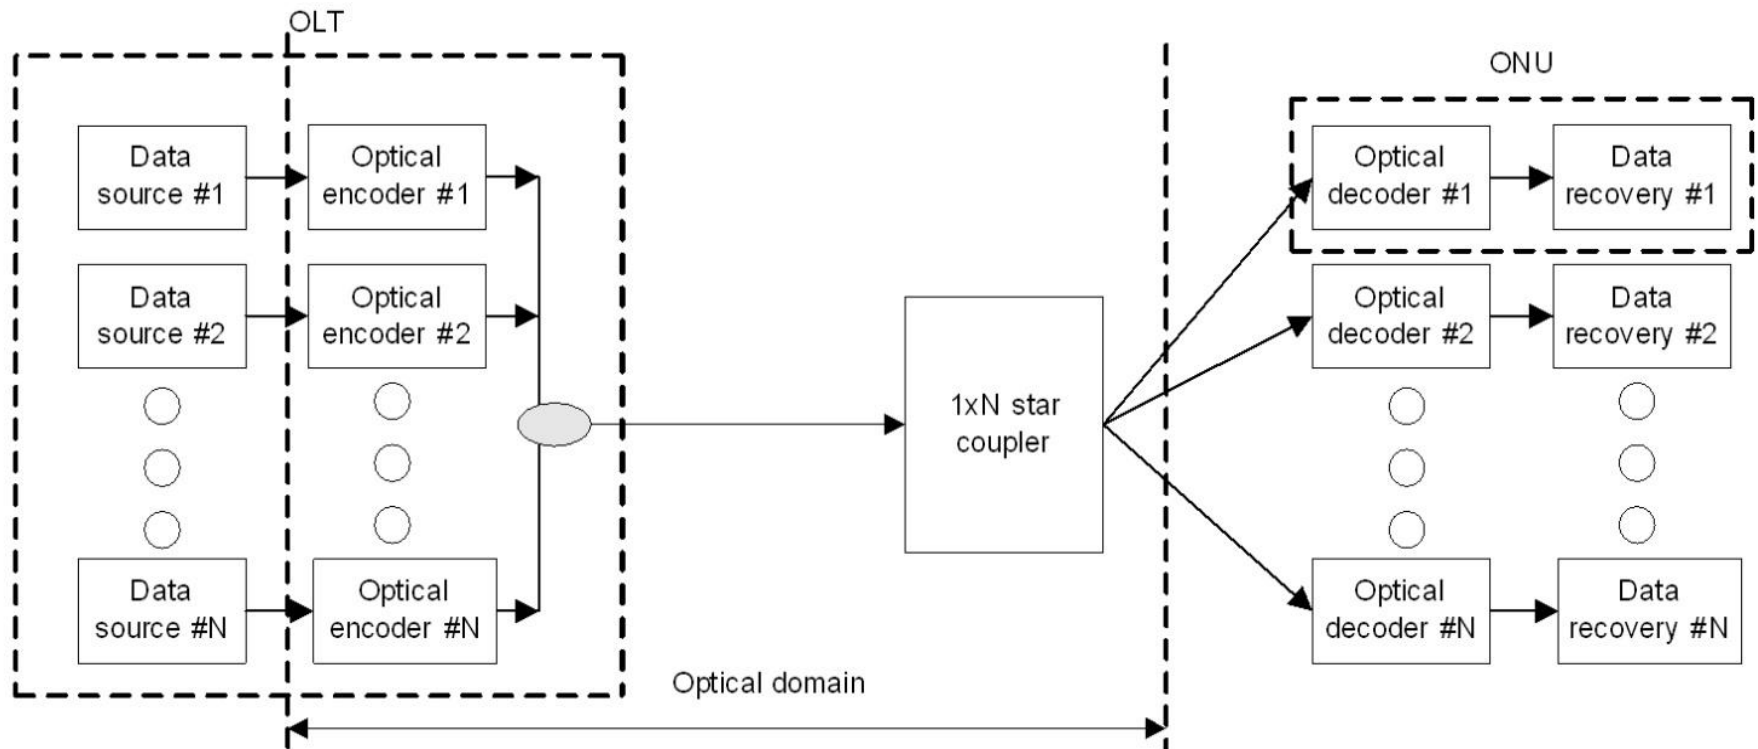 OLT
ONU
Data
source #1
Optical
encoder #1
Optical
decoder #1
Data
recovery #1
Data
source #2
Optical
encoder #2
Optical
decoder #2
Data
recovery #2
1xN star
coupler
Data
source #N
Optical
encoder #N
Optical
decoder #N
Data
recovery #N
Optical domain